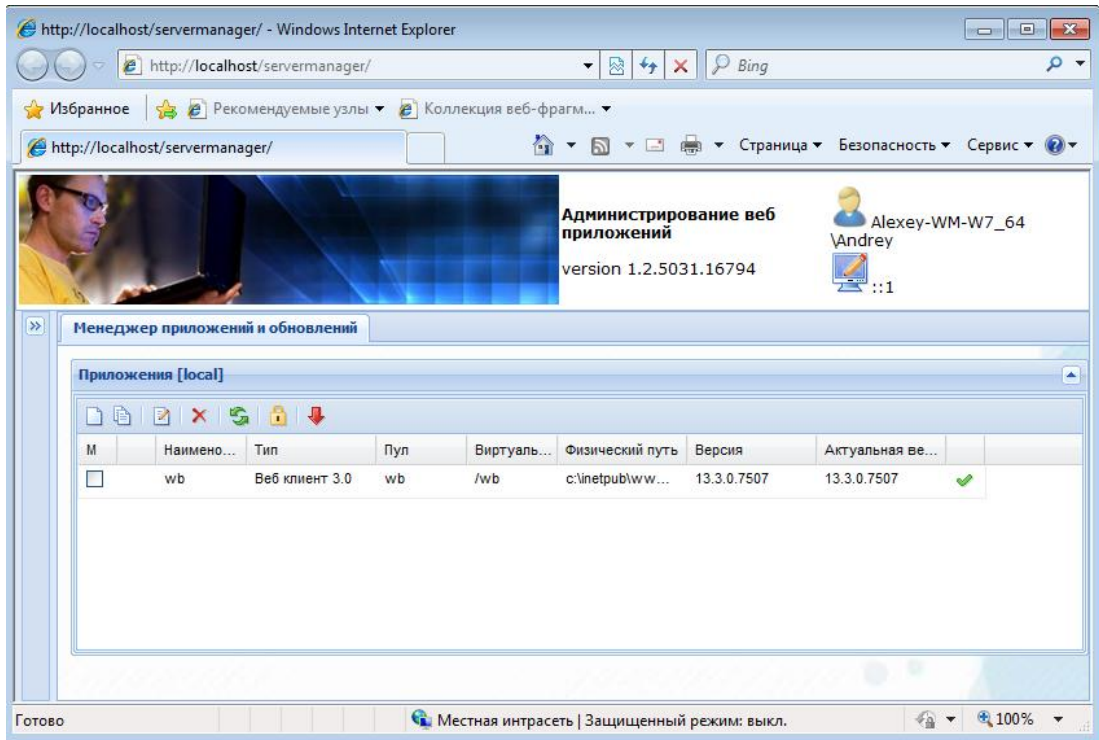 http://localhost/servermanager/ - Windows Internet Explorer
http://localhost/servermanager/
Bing
Избранное
Рекомендуемые узлы
Коллекция веб-фрагм...
http://localhost/servermanager/
Страница
Безопасность
Сервис
Администрирование веб
приложений
version 1.2.5031.16794
Alexey-WM-W7_64
\Andrey
::1
Менеджер приложений и обновлений
Приложения [local]
М Наимено... Тип Пул Виртуаль... Физический путь Версия Актуальная ве...
wb Веб клиент 3.0 wb /wb c:\inetpub\ww... 13.3.0.7507 13.3.0.7507
Готово
Местная интрасеть | Защищенный режим: выкл.
100%